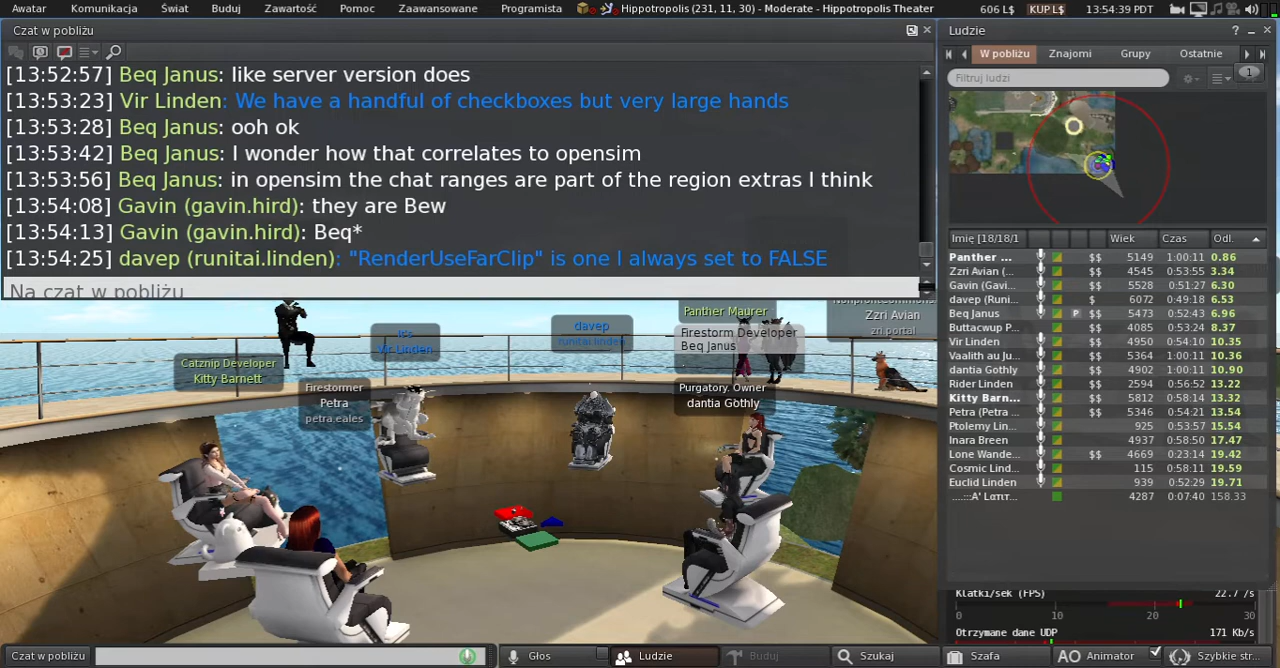 Awatar Komunikacja Świat Buduj Zawartość Pomoc Zaawansowane Programista Hippotropolis (231, 11, 30) - Moderate - Hippotropolis Theater 606 L$ KUP L$ 13:54:39 PDT
Czat w pobliżu
[13:52:57] Beq Janus: like server version does
[13:53:23] Vir Linden: We have a handful of checkboxes but very large hands
[13:53:28] Beq Janus: ooh ok
[13:53:42] Beq Janus: I wonder how that correlates to opensim
[13:53:56] Beq Janus: in opensim the chat ranges are part of the region extras I think
[13:54:08] Gavin (gavin.hird): they are Bew
[13:54:13] Gavin (gavin.hird): Beq*
[13:54:25] davep (runitai.linden): "RenderUseFarClip" is one I always set to FALSE
Na czat w pobliżu
Catznip Developer
Kitty Barnett
Firestormer
Petra
petra.eales
It's
Vir Linden
davep
runitai.linden
Panther Maurer
Firestorm Developer
Beq Janus
Purgatory. Owner
dantia Gothly
Zzri Avian
zri.portal
Ludzie
W pobliżu Znajomi Grupy Ostatnie
Filtruj ludzi
1
Imię [18/18/1 Wiek Czas Odl.
Panther ... $$ 5149 1:00:11 0.86
Zzri Avian (... $$ 4545 0:53:55 3.34
Gavin (Gavi... $$ 5528 0:51:27 6.30
davep (Runi... $ 6072 0:49:18 6.53
Beq Janus P $$ 5473 0:52:43 6.96
Buttacwup P... $$ 4085 0:53:24 8.37
Vir Linden $$ 4950 0:54:10 10.35
Vaalith au Ju... $$ 5364 1:00:11 10.36
dantia Gothly $$ 4902 1:00:11 10.90
Rider Linden $$ 2594 0:56:52 13.22
Kitty Barn... $$ 5812 0:58:14 13.32
Petra (Petra ... $$ 5346 0:54:21 13.54
Ptolemy Lin... 925 0:53:57 15.54
Inara Breen 4937 0:58:50 17.47
Lone Wande... $$ 4669 0:23:14 19.42
Cosmic Lind... 115 0:58:11 19.59
Euclid Linden 939 0:52:29 19.71
4287 0:07:40 158.33
Klatki/sek (FPS) 22.7 /s
0 10 20 30
Otrzymane dane UDP 171 Kb/s
Czat w pobliżu Głos Ludzie Buduj Szukaj Szafa AO Animator Szybkie str...